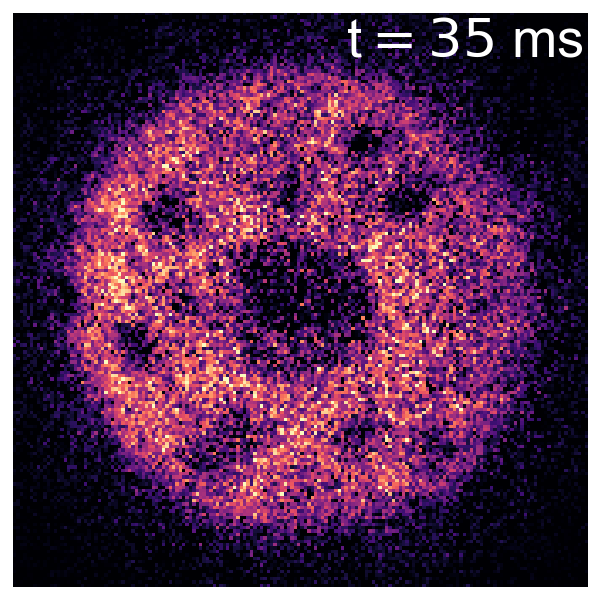 t = 35 ms